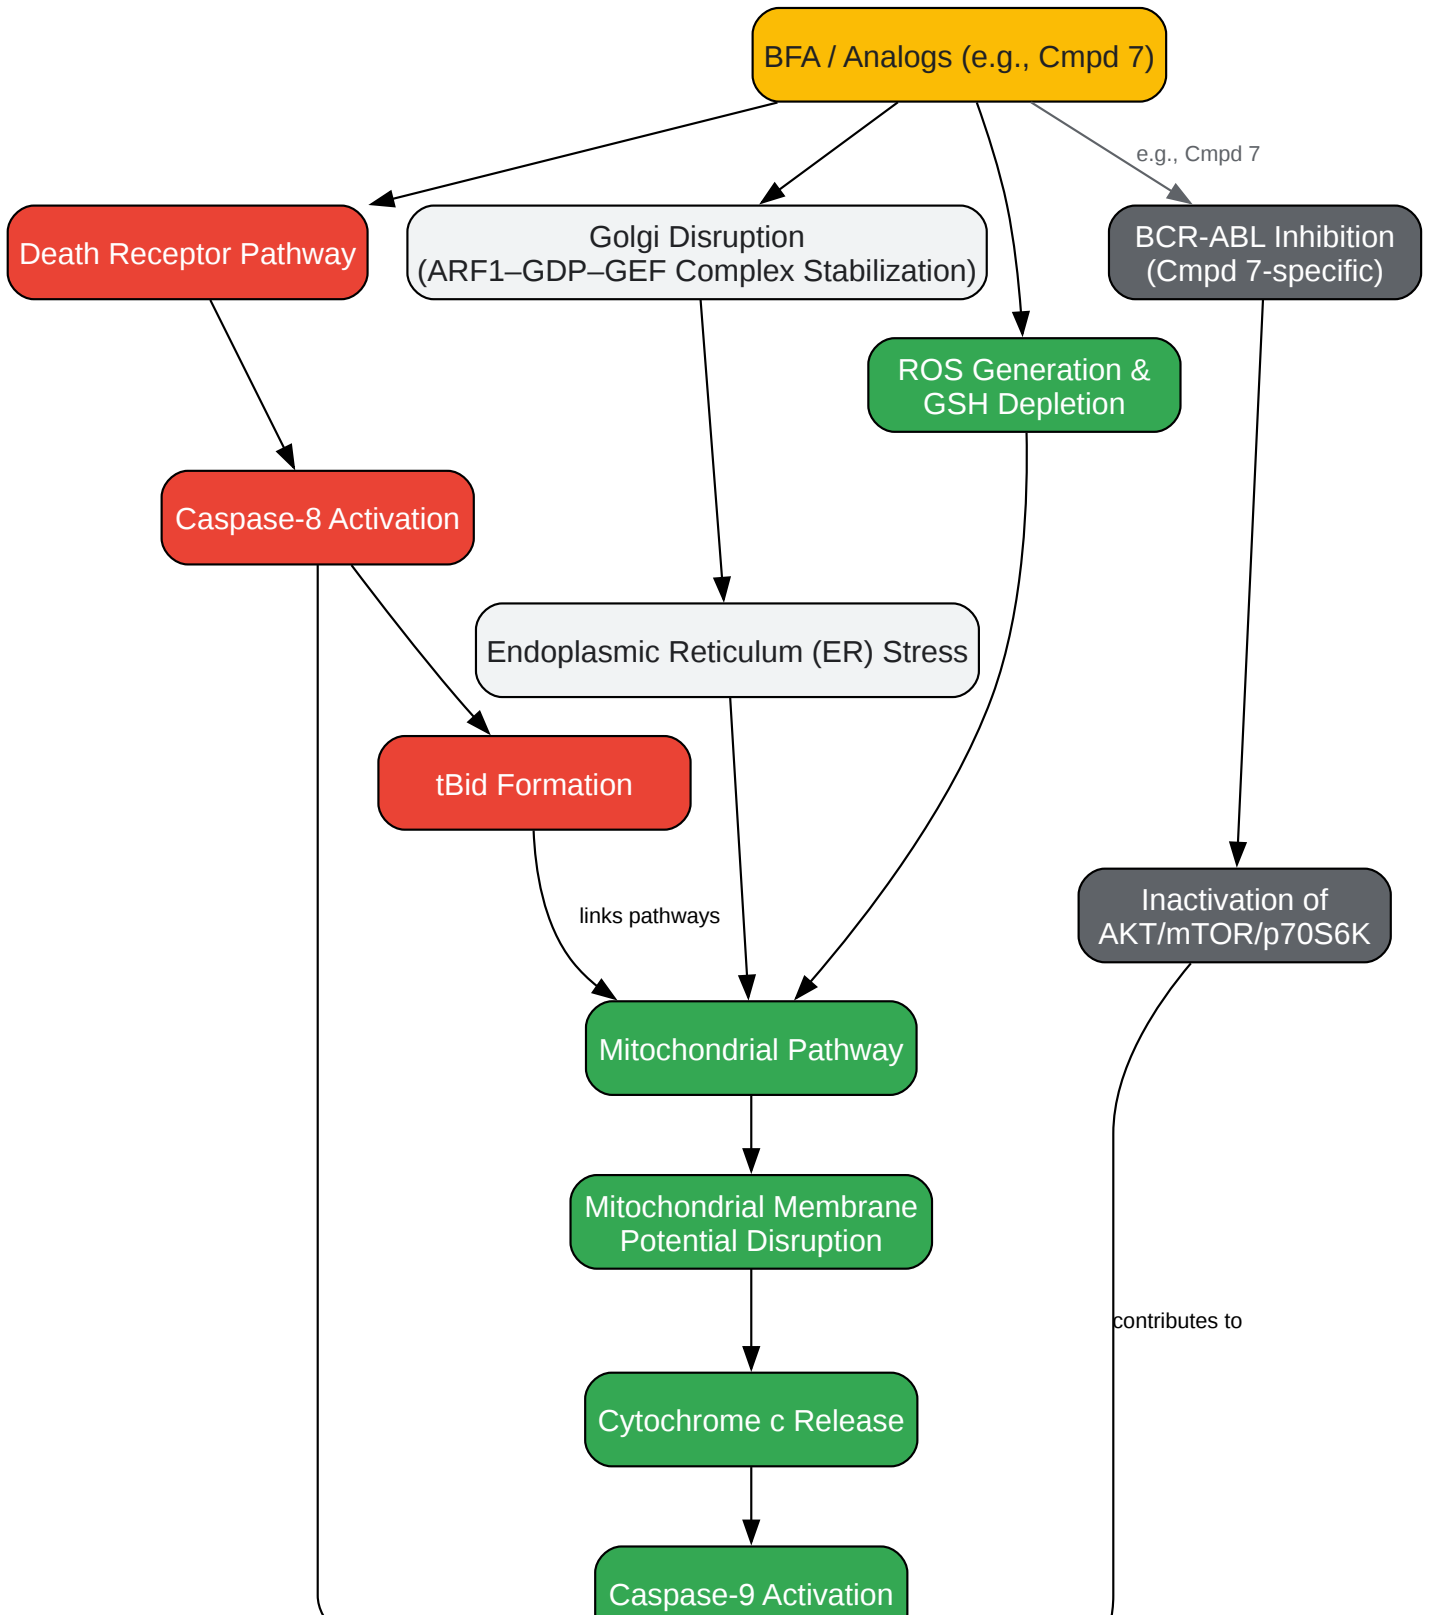 BFA / Analogs (e.g., Cmpd 7)
e.g., Cmpd 7
Death Receptor Pathway
Golgi Disruption
(ARF1–GDP–GEF Complex Stabilization)
BCR-ABL Inhibition
(Cmpd 7-specific)
ROS Generation &
GSH Depletion
Caspase-8 Activation
Endoplasmic Reticulum (ER) Stress
tBid Formation
links pathways
Inactivation of
AKT/mTOR/p70S6K
Mitochondrial Pathway
Mitochondrial Membrane
Potential Disruption
contributes to
Cytochrome c Release
Caspase-9 Activation